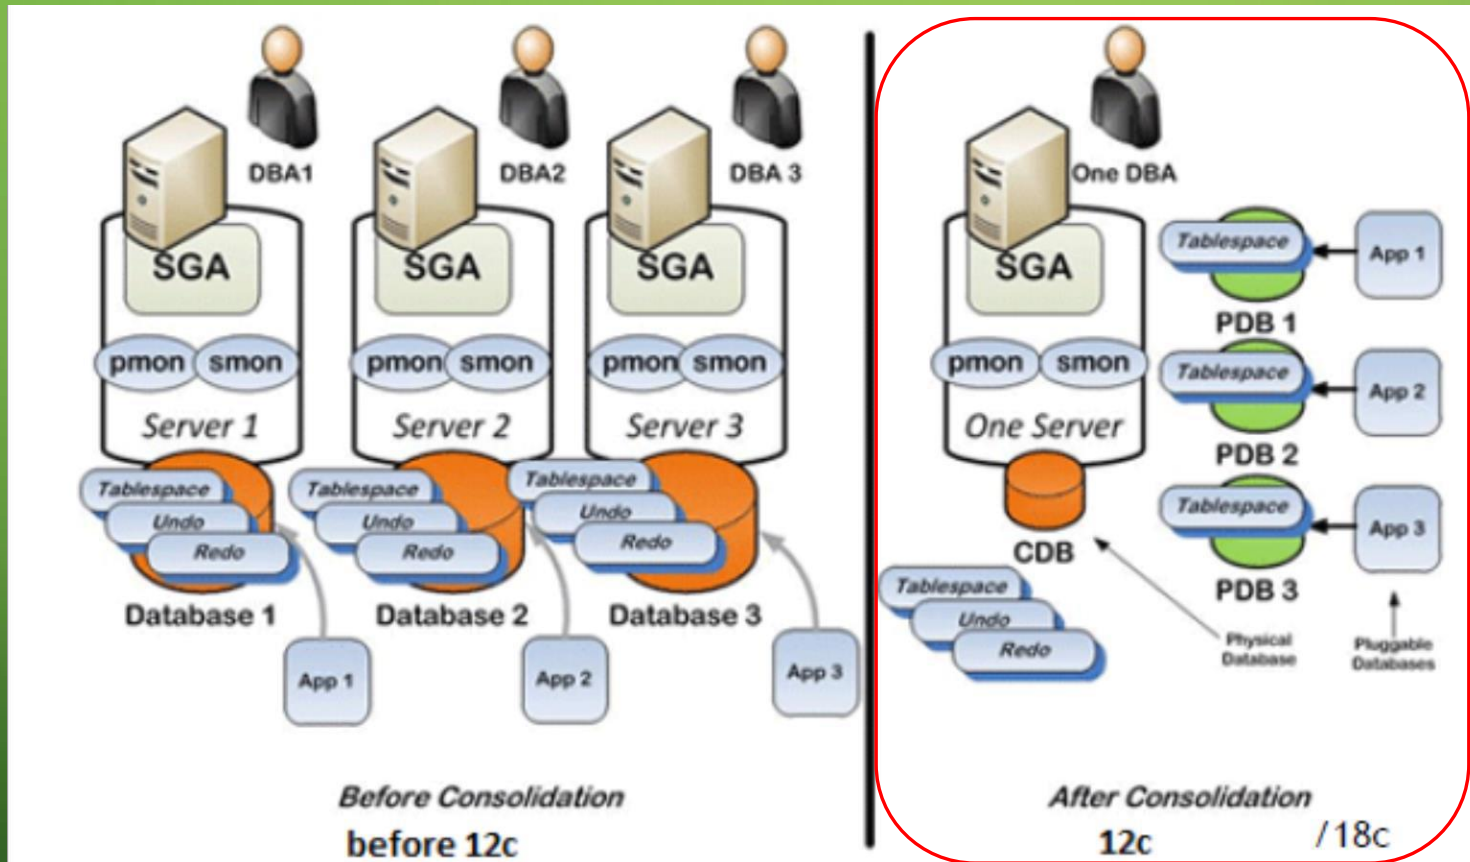 DBA1
DBA2
DBA 3
SGA
SGA
SGA
pmon
smon
pmon
smon
pmon
smon
Server 1
Server 2
Server 3
Tablespace
Undo
Redo
Tablespace
Undo
Redo
Tablespace
Undo
Redo
Database 1
Database 2
Database 3
App 1
App 2
App 3
Before Consolidation
before 12c
One DBA
SGA
pmon
smon
One Server
CDB
Tablespace
Undo
Redo
Tablespace
App 1
PDB 1
Tablespace
App 2
PDB 2
Tablespace
App 3
PDB 3
Physical
Database
Pluggable
Databases
After Consolidation
12c
/18c